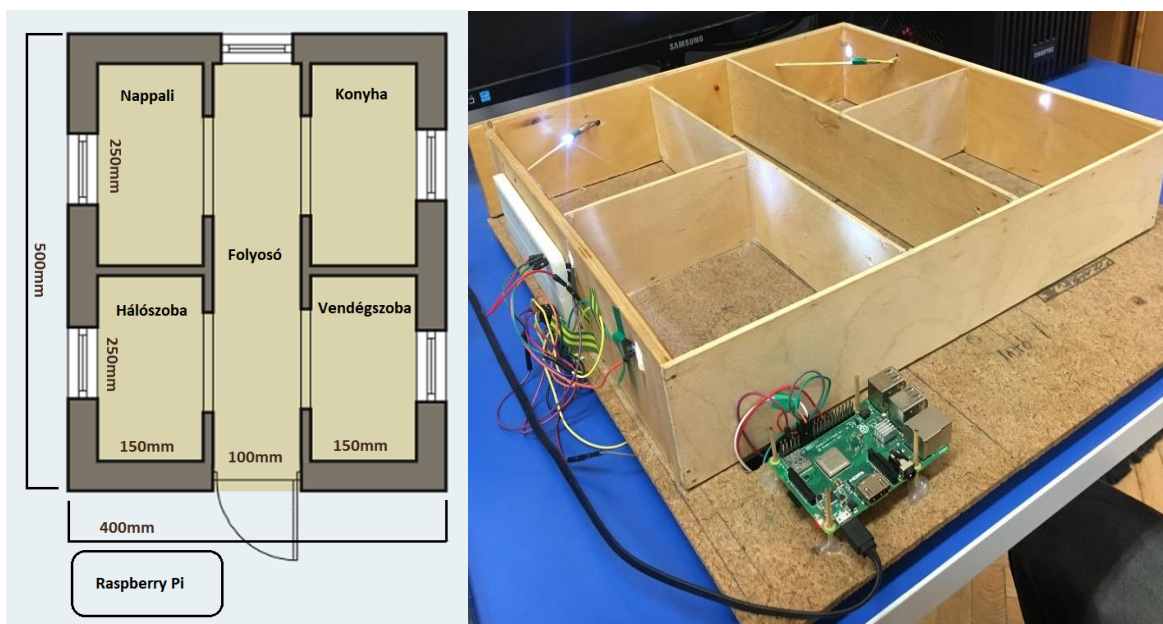 Nappali
Konyha
250mm
500mm
Folyosó
Hálószoba
Vendégszoba
250mm
150mm
100mm
150mm
400mm
Raspberry Pi
SAMSUNG